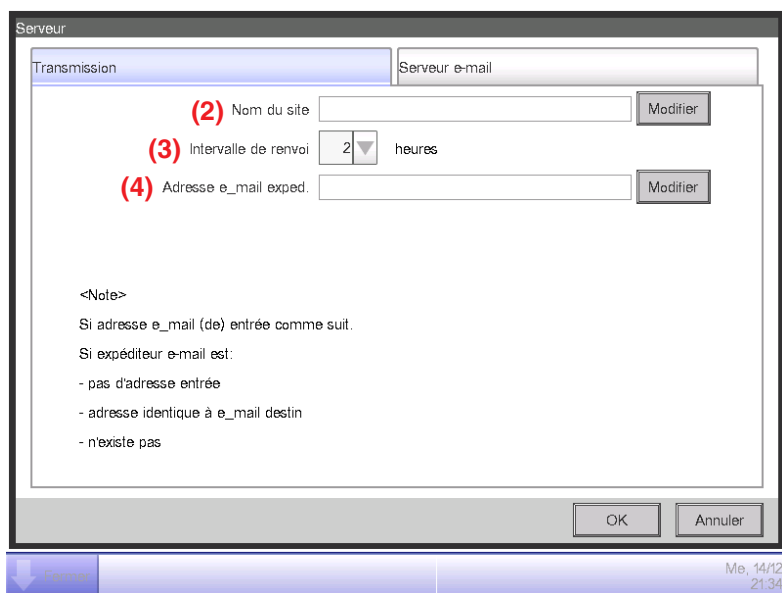 Serveur
Transmission
Serveur e-mail
(2) Nom du site Modifier
(3) Intervalle de renvoi 2 heures
(4) Adresse e_mail exped. Modifier
<Note>
Si adresse e_mail (de) entrée comme suit.
Si expéditeur e-mail est:
- pas d'adresse entrée
- adresse identique à e_mail destin
- n'existe pas
OK Annuler
Me, 14/12
21:34